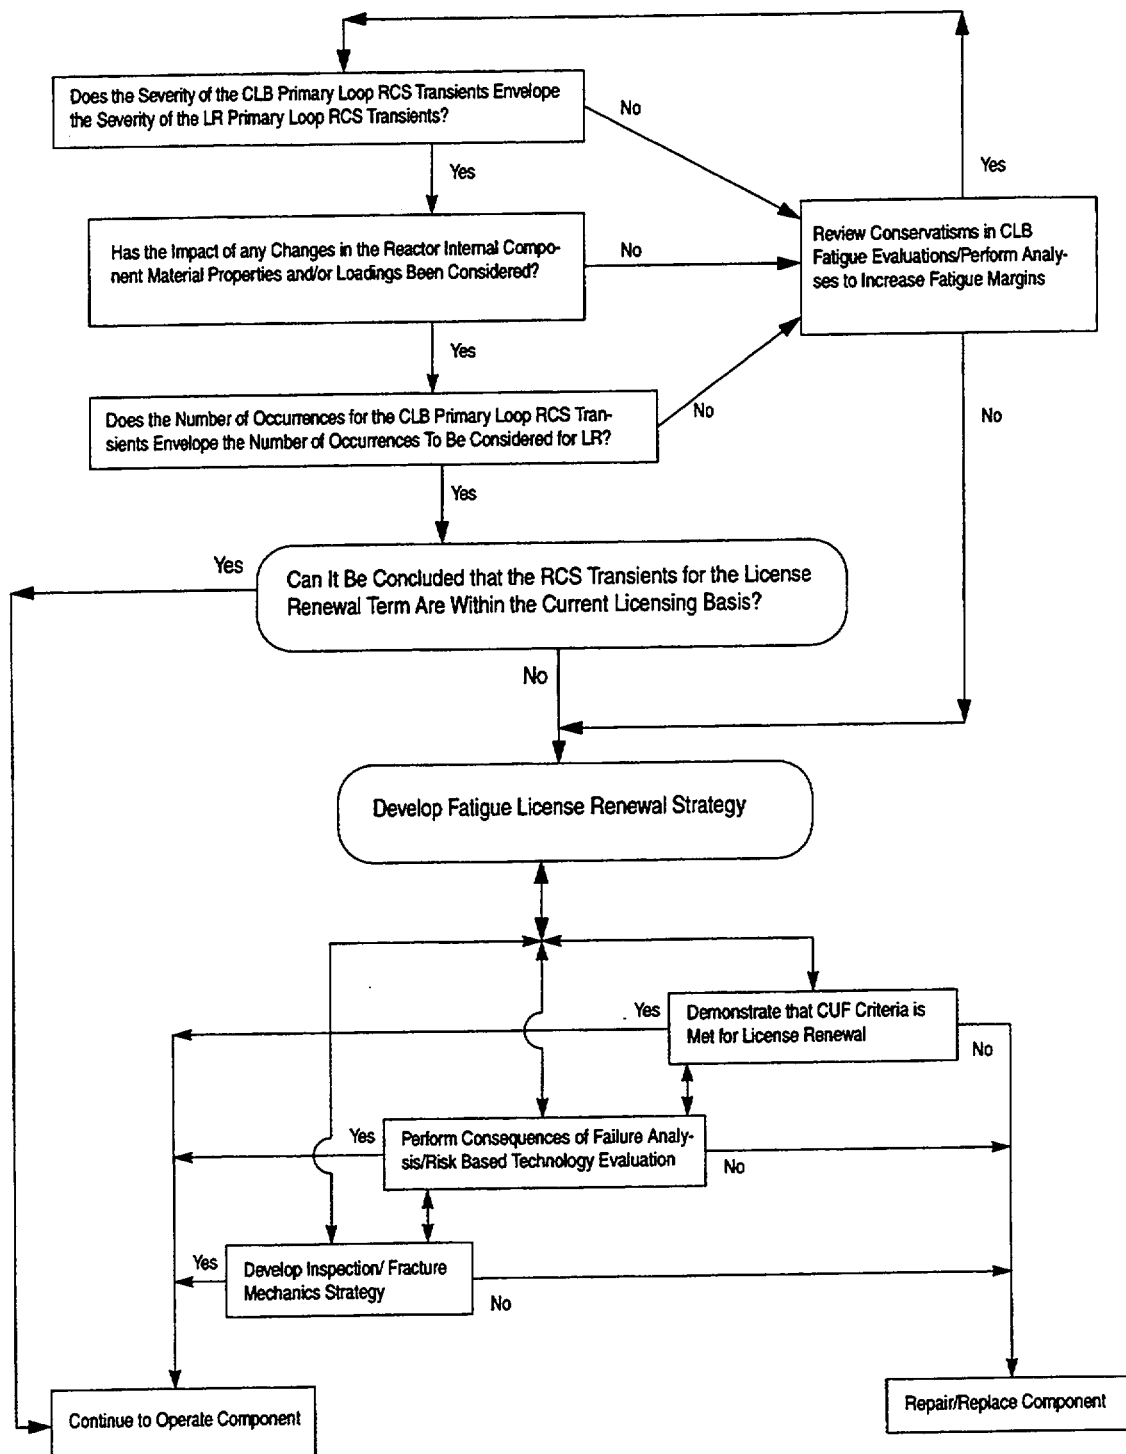 Does the Severity of the CLB Primary Loop RCS Transients Envelope
the Severity of the LR Primary Loop RCS Transients?
No
Yes
Yes
Has the Impact of any Changes in the Reactor Internal Compo-
nent Material Properties and/or Loadings Been Considered?
No
Review Conservatisms in CLB
Fatigue Evaluations/Perform Analy-
ses to Increase Fatigue Margins
Yes
Does the Number of Occurrences for the CLB Primary Loop RCS Tran-
sients Envelope the Number of Occurrences To Be Considered for LR?
No
No
Yes
Yes
Can It Be Concluded that the RCS Transients for the License
Renewal Term Are Within the Current Licensing Basis?
No
Develop Fatigue License Renewal Strategy
Yes
Demonstrate that CUF Criteria is
Met for License Renewal
No
Yes
Perform Consequences of Failure Analy-
sis/Risk Based Technology Evaluation
No
Yes
Develop Inspection/ Fracture
Mechanics Strategy
No
Continue to Operate Component
Repair/Replace Component